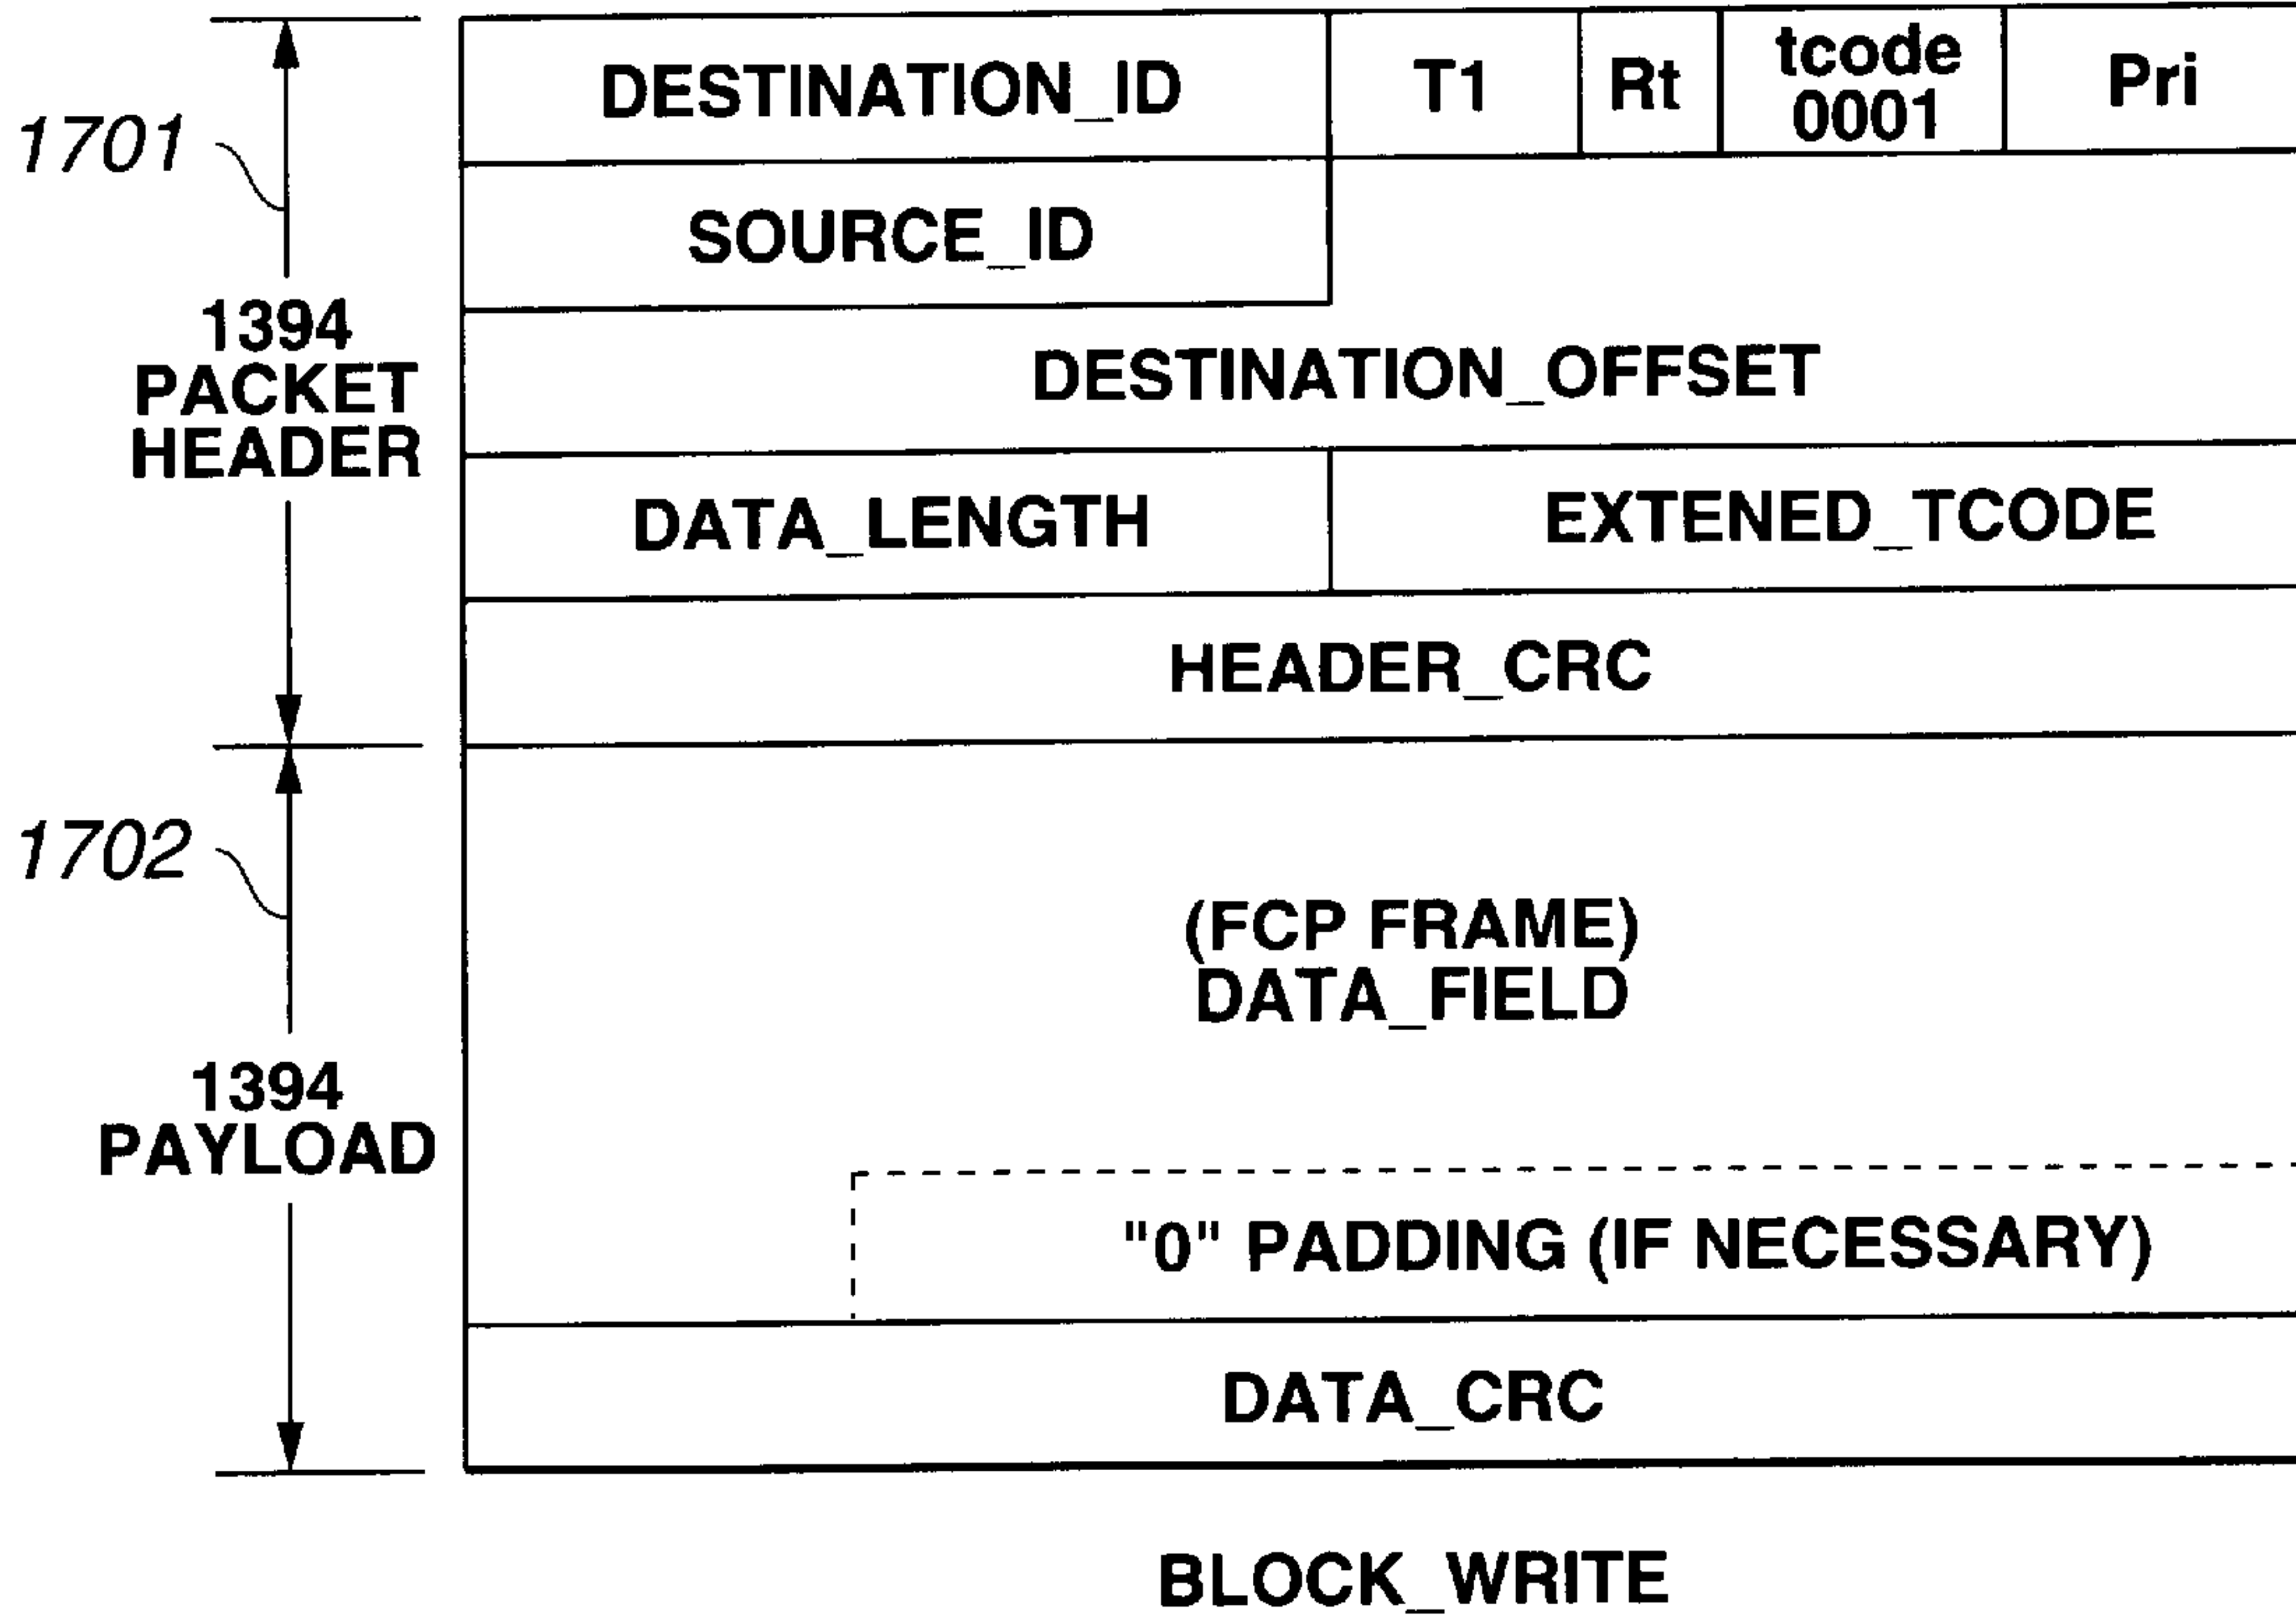 DESTINATION_ID
T1
Rt
tcode
0001
Pri
1701
SOURCE_ID
1394
PACKET
HEADER
DESTINATION_OFFSET
DATA_LENGTH
EXTENED_TCODE
HEADER_CRC
1702
(FCP FRAME)
DATA_FIELD
1394
PAYLOAD
"0" PADDING (IF NECESSARY)
DATA_CRC
BLOCK_WRITE